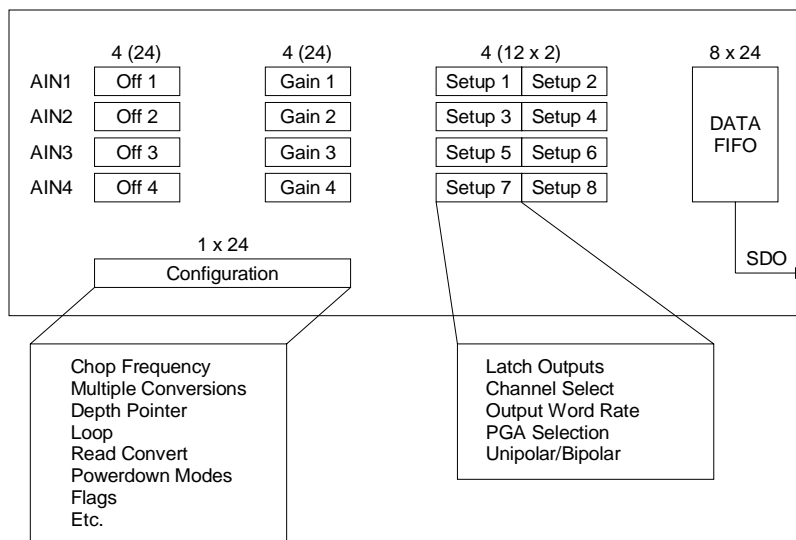 4 (24) 4 (24) 4 (12 x 2) 8 x 24
AIN1 Off 1 Gain 1 Setup 1 Setup 2
AIN2 Off 2 Gain 2 Setup 3 Setup 4
AIN3 Off 3 Gain 3 Setup 5 Setup 6
AIN4 Off 4 Gain 4 Setup 7 Setup 8
DATA
FIFO
SDO
1 x 24
Configuration
Chop Frequency
Multiple Conversions
Depth Pointer
Loop
Read Convert
Powerdown Modes
Flags
Etc.
Latch Outputs
Channel Select
Output Word Rate
PGA Selection
Unipolar/Bipolar